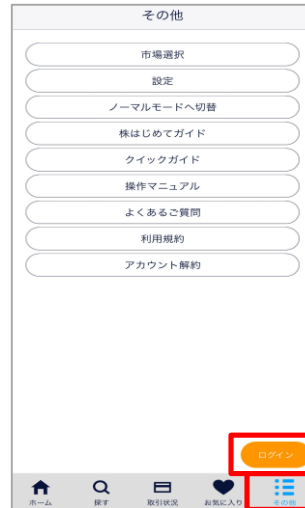 その他
市場選択
設定
ノーマルモードへ切替
株はじめてガイド
クイックガイド
操作マニュアル
よくあるご質問
利用規約
アカウント解約
ログイン
ホーム 探す 取引状況 お気に入り その他